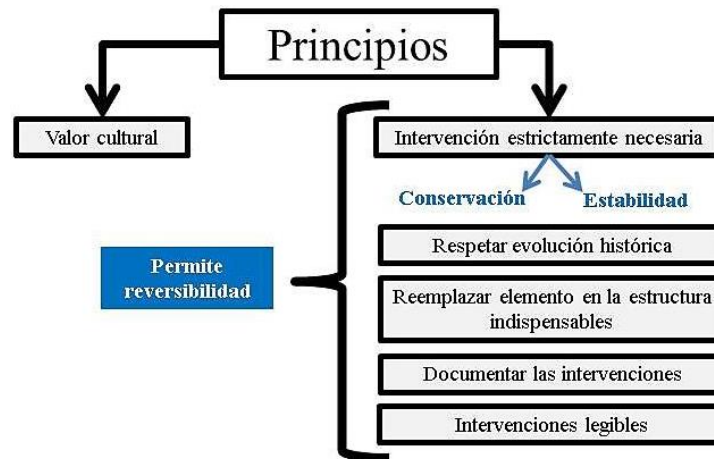 Principios
Valor cultural
Intervención estrictamente necesaria
Conservación
Estabilidad
Permite
reversibilidad
Respetar evolución histórica
Reemplazar elemento en la estructura
indispensables
Documentar las intervenciones
Intervenciones legibles